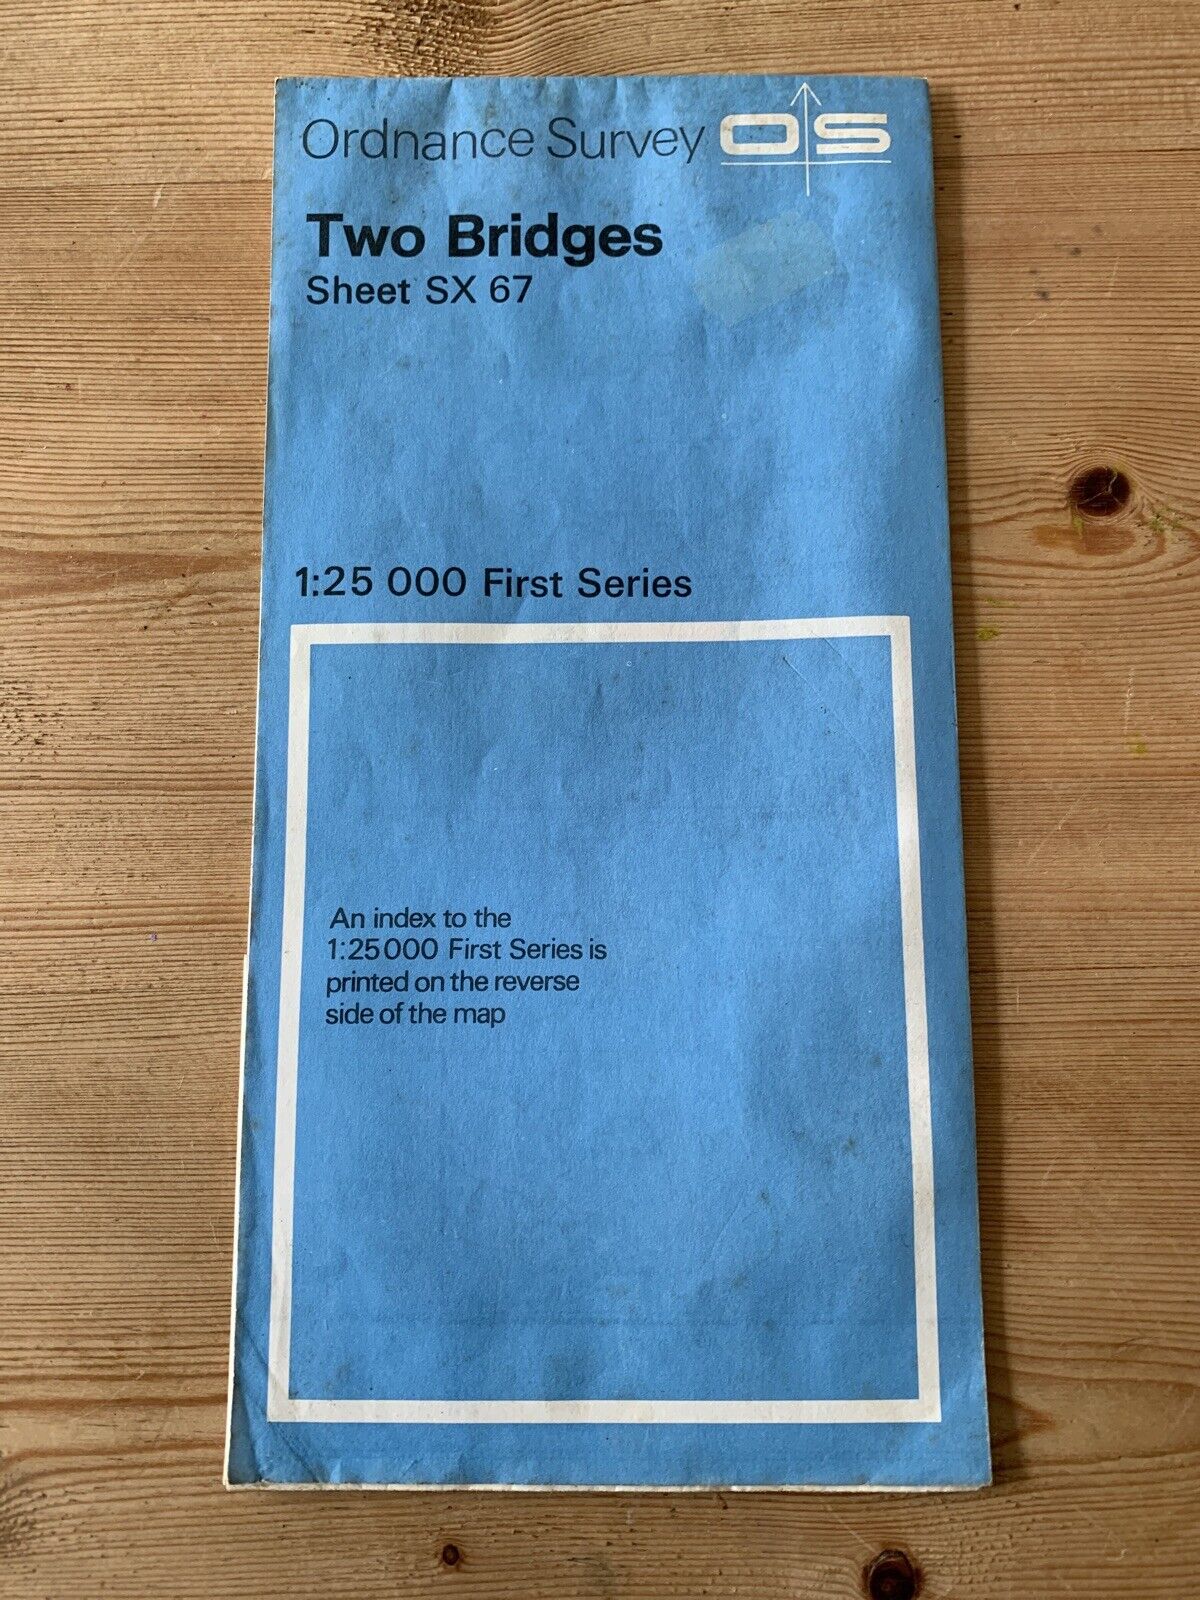 Ordnance Survey OS
Two Bridges
Sheet SX 67
1:25 000 First Series
An index to the
1:25000 First Series is
printed on the reverse
side of the map